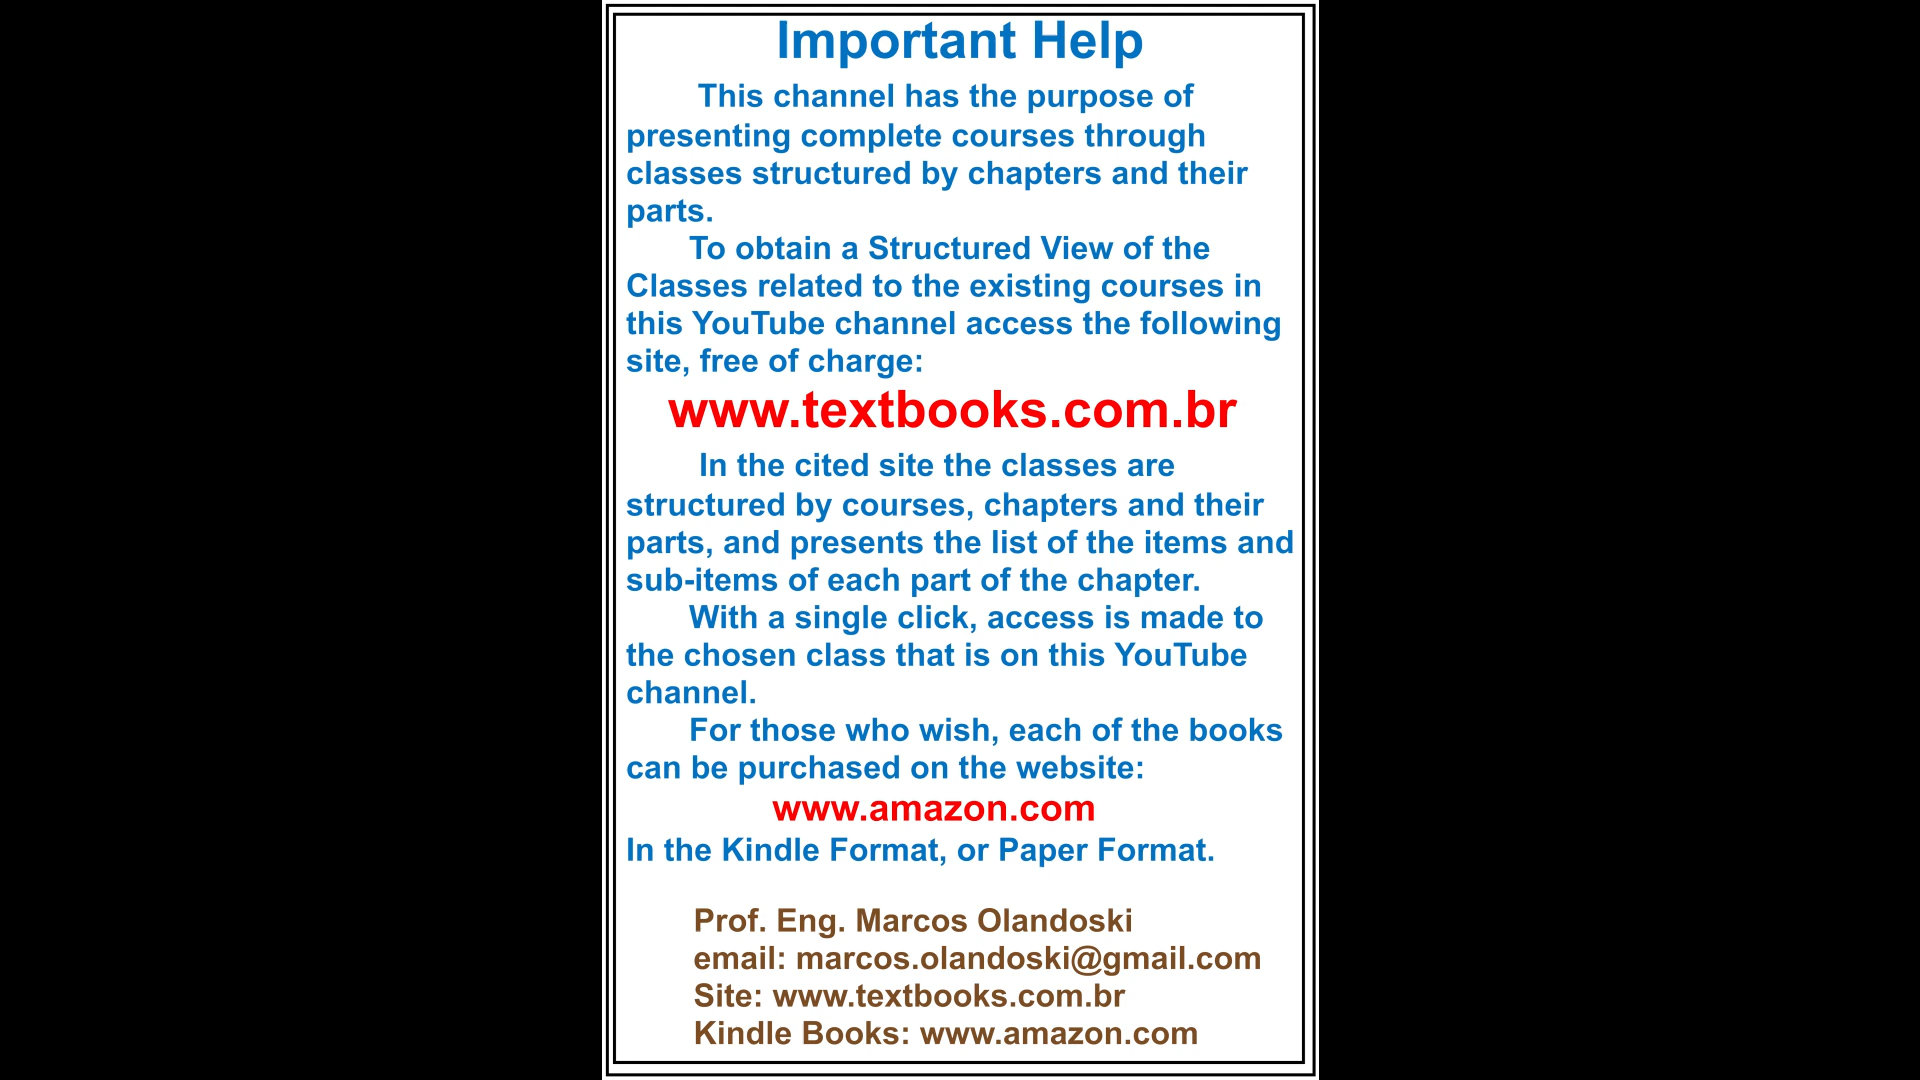 Important Help
This channel has the purpose of
presenting complete courses through
classes structured by chapters and their
parts.
To obtain a Structured View of the
Classes related to the existing courses in
this YouTube channel access the following
site, free of charge:
www.textbooks.com.br
In the cited site the classes are
structured by courses, chapters and their
parts, and presents the list of the items and
sub-items of each part of the chapter.
With a single click, access is made to
the chosen class that is on this YouTube
channel.
For those who wish, each of the books
can be purchased on the website:
www.amazon.com
In the Kindle Format, or Paper Format.
Prof. Eng. Marcos Olandoski
email: marcos.olandoski@gmail.com
Site: www.textbooks.com.br
Kindle Books: www.amazon.com